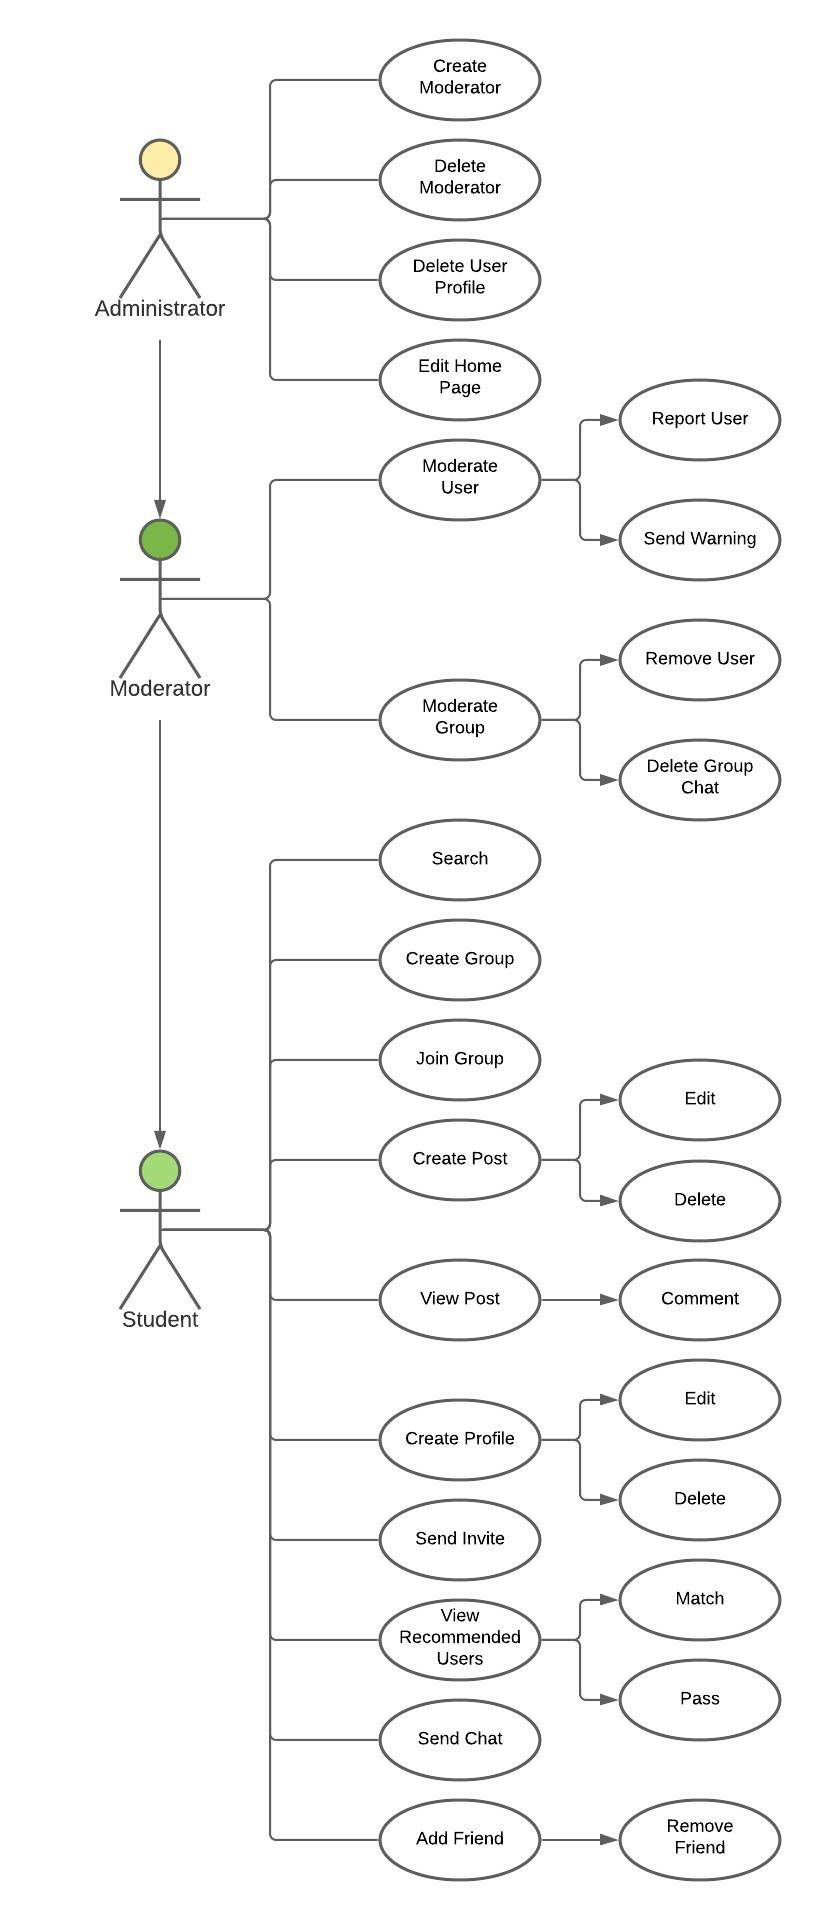 Create
Moderator
Delete
Moderator
Delete User
Profile
Administrator
Edit Home
Page
Report User
Moderate
User
Send Warning
Remove User
Moderator
Moderate
Group
Delete Group
Chat
Search
Create Group
Join Group
Edit
Create Post
Delete
View Post
Comment
Student
Edit
Create Profile
Delete
Send Invite
Match
View
Recommended
Users
Pass
Send Chat
Add Friend
Remove
Friend